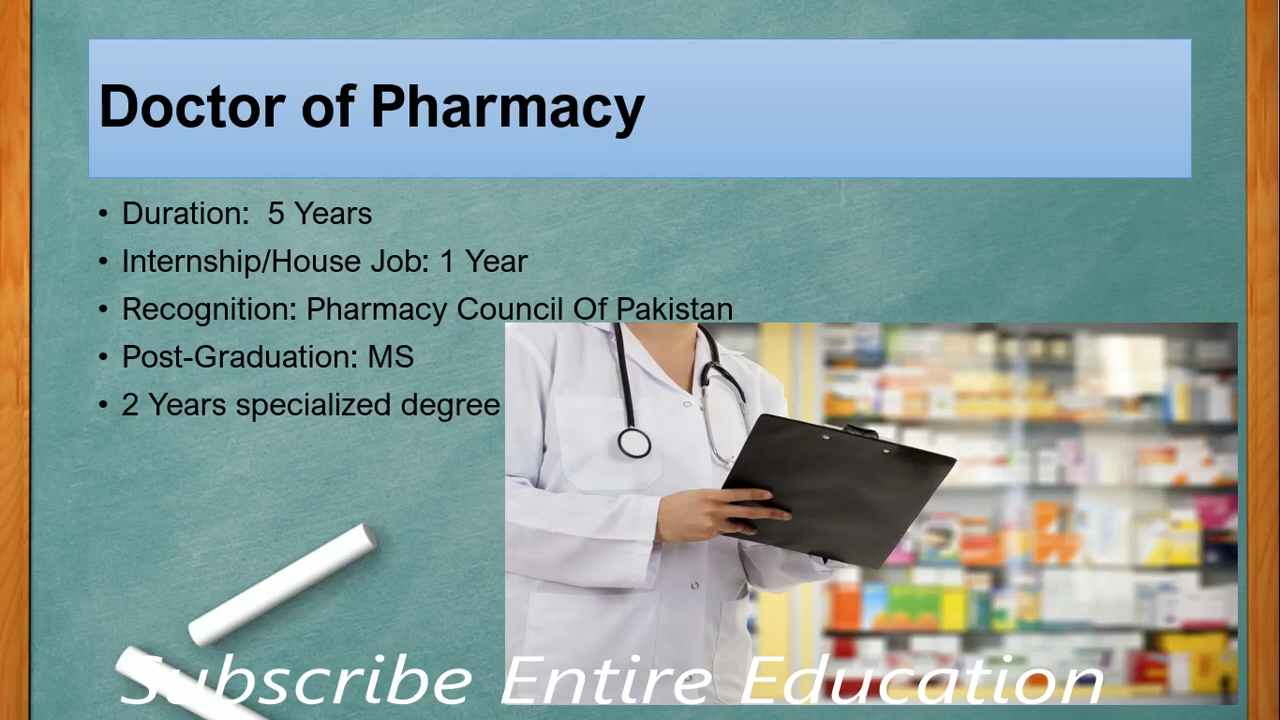 Doctor of Pharmacy
• Duration:  5 Years
• Internship/House Job: 1 Year
• Recognition: Pharmacy Council Of Pakistan
• Post-Graduation: MS
• 2 Years specialized degree
Subscribe Entire Education